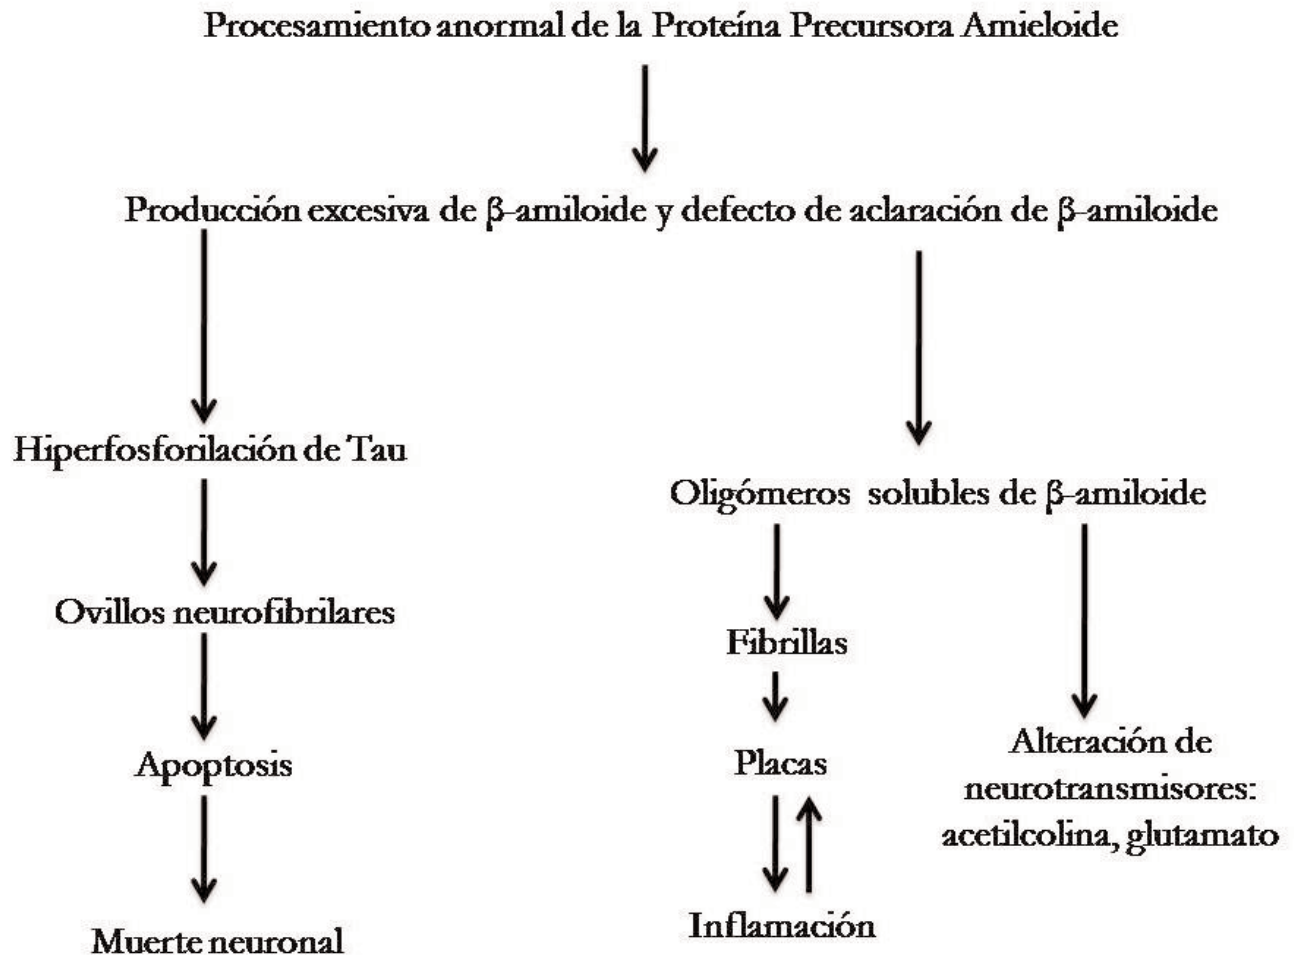 Procesamiento anormal de la Proteína Precursora Amieloide
Producción excesiva de β-amiloide y defecto de aclaración de β-amiloide
Hiperfosforilación de Tau
Ovillos neurofibrilares
Apoptosis
Muerte neuronal
Oligómeros solubles de β-amiloide
Fibrillas
Placas
Inflamación
Alteración de
neurotransmisores:
acetilcolina, glutamato